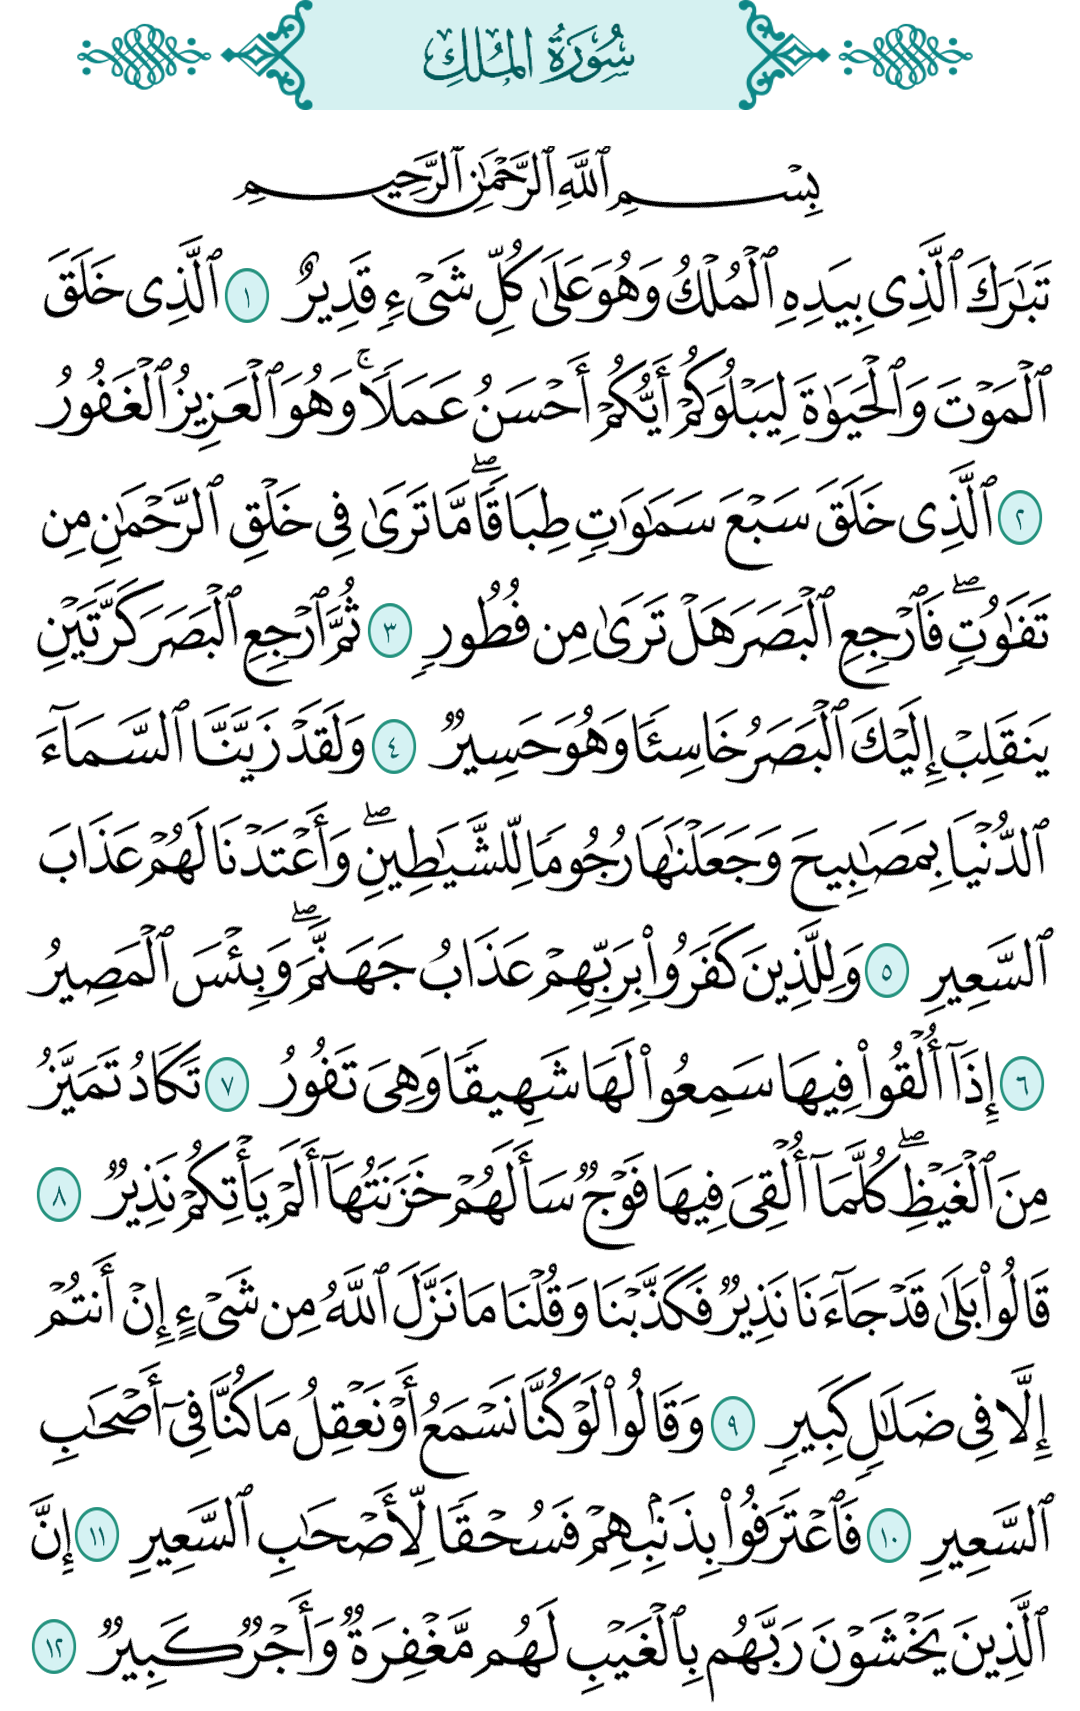 سُورَةُ المُلكِ
بِسْمِ ٱللَّهِ ٱلرَّحْمَٰنِ ٱلرَّحِيمِ
تَبَٰرَكَ ٱلَّذِى بِيَدِهِ ٱلْمُلْكُ وَهُوَ عَلَىٰ كُلِّ شَىْءٍ قَدِيرٌ ١ ٱلَّذِى خَلَقَ
ٱلْمَوْتَ وَٱلْحَيَوٰةَ لِيَبْلُوَكُمْ أَيُّكُمْ أَحْسَنُ عَمَلًا ۚ وَهُوَ ٱلْعَزِيزُ ٱلْغَفُورُ
٢ ٱلَّذِى خَلَقَ سَبْعَ سَمَٰوَٰتٍ طِبَاقًا ۖ مَّا تَرَىٰ فِى خَلْقِ ٱلرَّحْمَٰنِ مِن
تَفَٰوُتٍ ۖ فَٱرْجِعِ ٱلْبَصَرَ هَلْ تَرَىٰ مِن فُطُورٍ ٣ ثُمَّ ٱرْجِعِ ٱلْبَصَرَ كَرَّتَيْنِ
يَنقَلِبْ إِلَيْكَ ٱلْبَصَرُ خَاسِئًا وَهُوَ حَسِيرٌ ٤ وَلَقَدْ زَيَّنَّا ٱلسَّمَآءَ
ٱلدُّنْيَا بِمَصَٰبِيحَ وَجَعَلْنَٰهَا رُجُومًا لِّلشَّيَٰطِينِ ۖ وَأَعْتَدْنَا لَهُمْ عَذَابَ
ٱلسَّعِيرِ ٥ وَلِلَّذِينَ كَفَرُوا۟ بِرَبِّهِمْ عَذَابُ جَهَنَّمَ ۖ وَبِئْسَ ٱلْمَصِيرُ
٦ إِذَآ أُلْقُوا۟ فِيهَا سَمِعُوا۟ لَهَا شَهِيقًا وَهِىَ تَفُورُ ٧ تَكَادُ تَمَيَّزُ
مِنَ ٱلْغَيْظِ ۖ كُلَّمَآ أُلْقِىَ فِيهَا فَوْجٌ سَأَلَهُمْ خَزَنَتُهَآ أَلَمْ يَأْتِكُمْ نَذِيرٌ ٨
قَالُوا۟ بَلَىٰ قَدْ جَآءَنَا نَذِيرٌ فَكَذَّبْنَا وَقُلْنَا مَا نَزَّلَ ٱللَّهُ مِن شَىْءٍ إِنْ أَنتُمْ
إِلَّا فِى ضَلَٰلٍ كَبِيرٍ ٩ وَقَالُوا۟ لَوْ كُنَّا نَسْمَعُ أَوْ نَعْقِلُ مَا كُنَّا فِىٓ أَصْحَٰبِ
ٱلسَّعِيرِ ١٠ فَٱعْتَرَفُوا۟ بِذَنۢبِهِمْ فَسُحْقًا لِّأَصْحَٰبِ ٱلسَّعِيرِ ١١ إِنَّ
ٱلَّذِينَ يَخْشَوْنَ رَبَّهُم بِٱلْغَيْبِ لَهُم مَّغْفِرَةٌ وَأَجْرٌ كَبِيرٌ ١٢